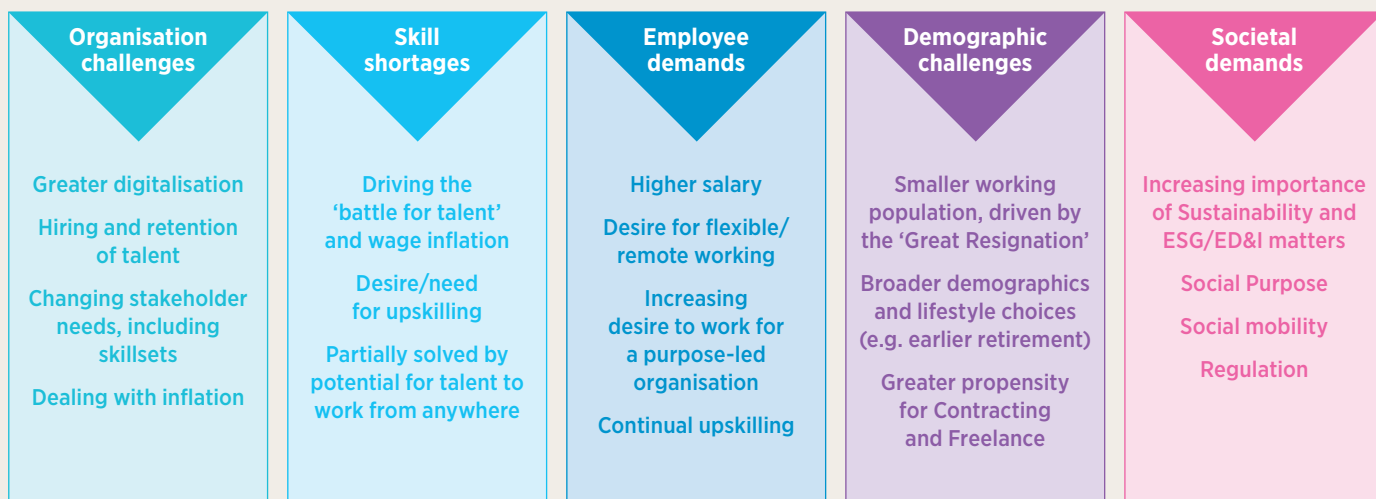 Organisation
challenges
Greater digitalisation
Hiring and retention
of talent
Changing stakeholder
needs, including
skillsets
Dealing with inflation
Skill
shortages
Driving the
‘battle for talent’
and wage inflation
Desire/need
for upskilling
Partially solved by
potential for talent to
work from anywhere
Employee
demands
Higher salary
Desire for flexible/
remote working
Increasing
desire to work for
a purpose-led
organisation
Continual upskilling
Demographic
challenges
Smaller working
population, driven by
the ‘Great Resignation’
Broader demographics
and lifestyle choices
(e.g. earlier retirement)
Greater propensity
for Contracting
and Freelance
Societal
demands
Increasing importance
of Sustainability and
ESG/ED&I matters
Social Purpose
Social mobility
Regulation